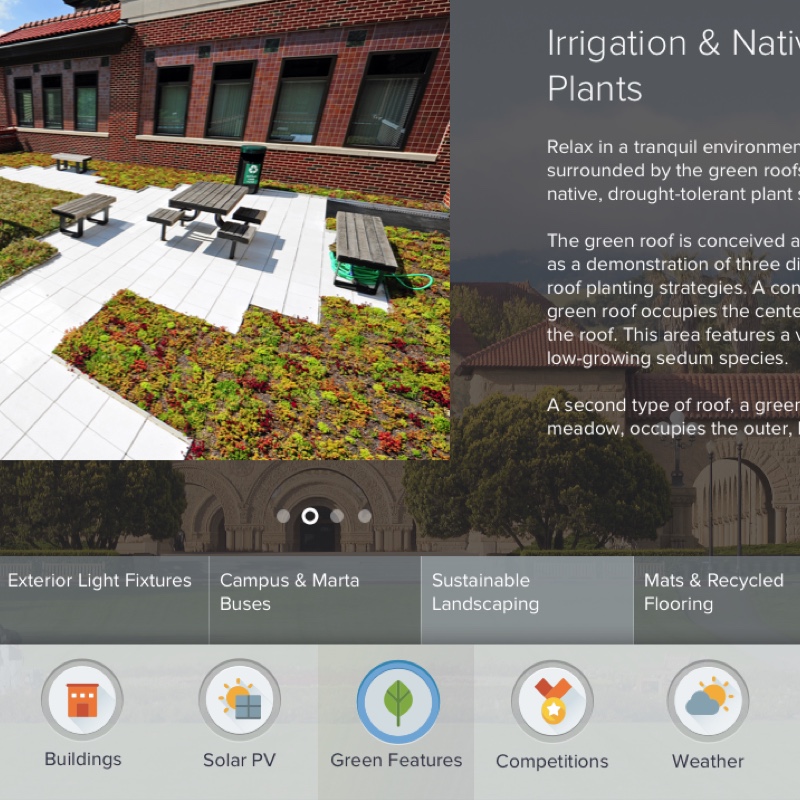 Irrigation & Nativ
Plants
Relax in a tranquil environmen
surrounded by the green roofs
native, drought-tolerant plant s
The green roof is conceived a
as a demonstration of three di
roof planting strategies. A con
green roof occupies the cente
the roof. This area features a v
low-growing sedum species.
A second type of roof, a green
meadow, occupies the outer, l
Exterior Light Fixtures
Campus & Marta
Buses
Sustainable
Landscaping
Mats & Recycled
Flooring
Buildings
Solar PV
Green Features
Competitions
Weather